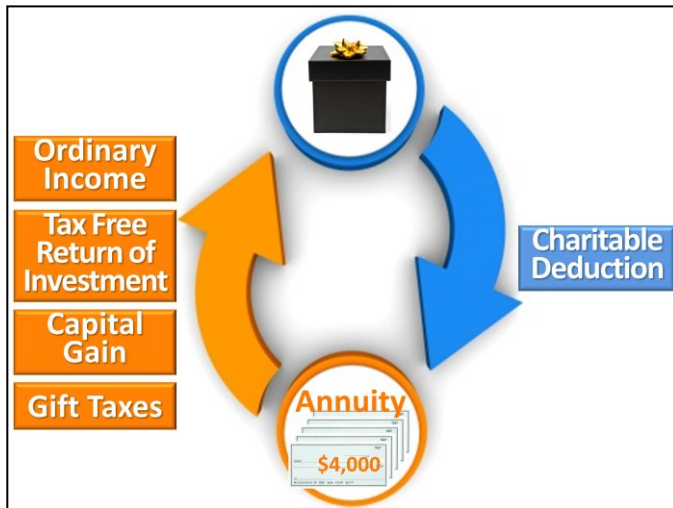 Ordinary
Income
Tax Free
Return of
Investment
Capital
Gain
Gift Taxes
Charitable
Deduction
Annuity
$4,000